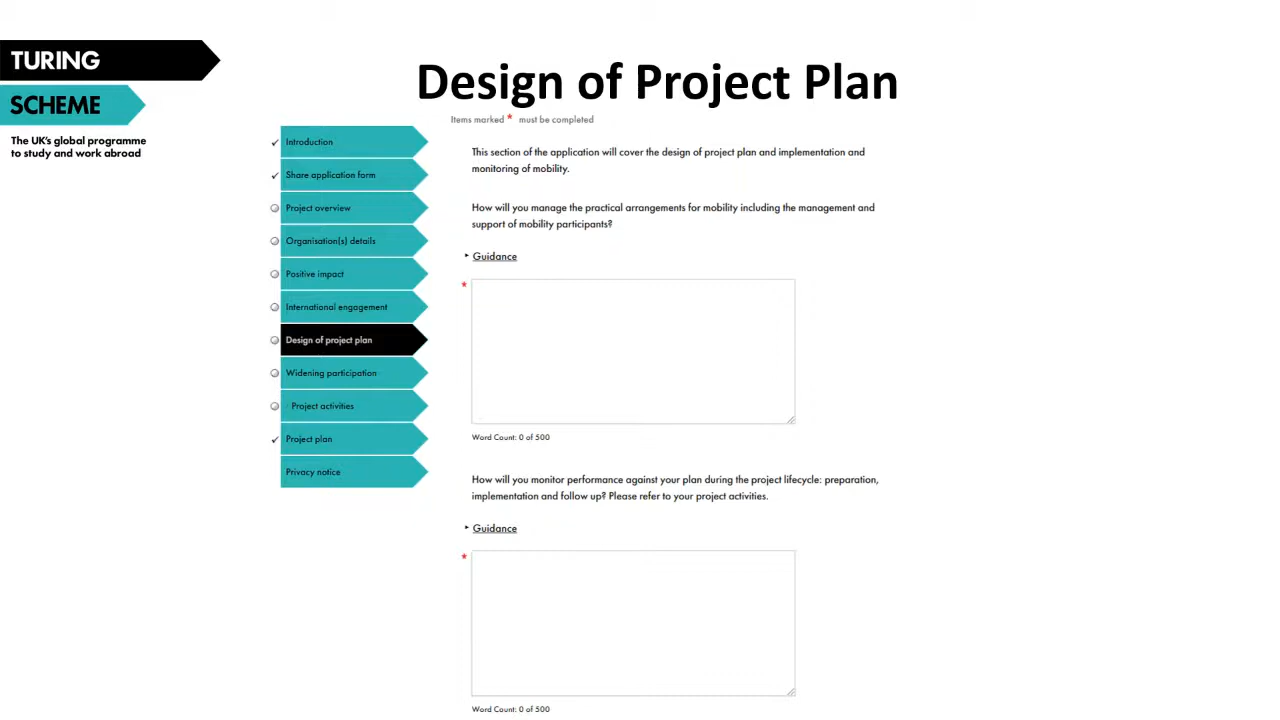 TURING
SCHEME
The UK's global programme
to study and work abroad
Design of Project Plan
Items marked * must be completed
Introduction
Share application form
Project overview
Organisation(s) details
Positive impact
International engagement
Design of project plan
Widening participation
· Project activities
Project plan
Privacy notice
This section of the application will cover the design of project plan and implementation and
monitoring of mobility.
How will you manage the practical arrangements for mobility including the management and
support of mobility participants?
Guidance
*
Word Count: 0 of 500
How will you monitor performance against your plan during the project lifecycle: preparation,
implementation and follow up? Please refer to your project activities.
Guidance
*
Word Count: 0 of 500